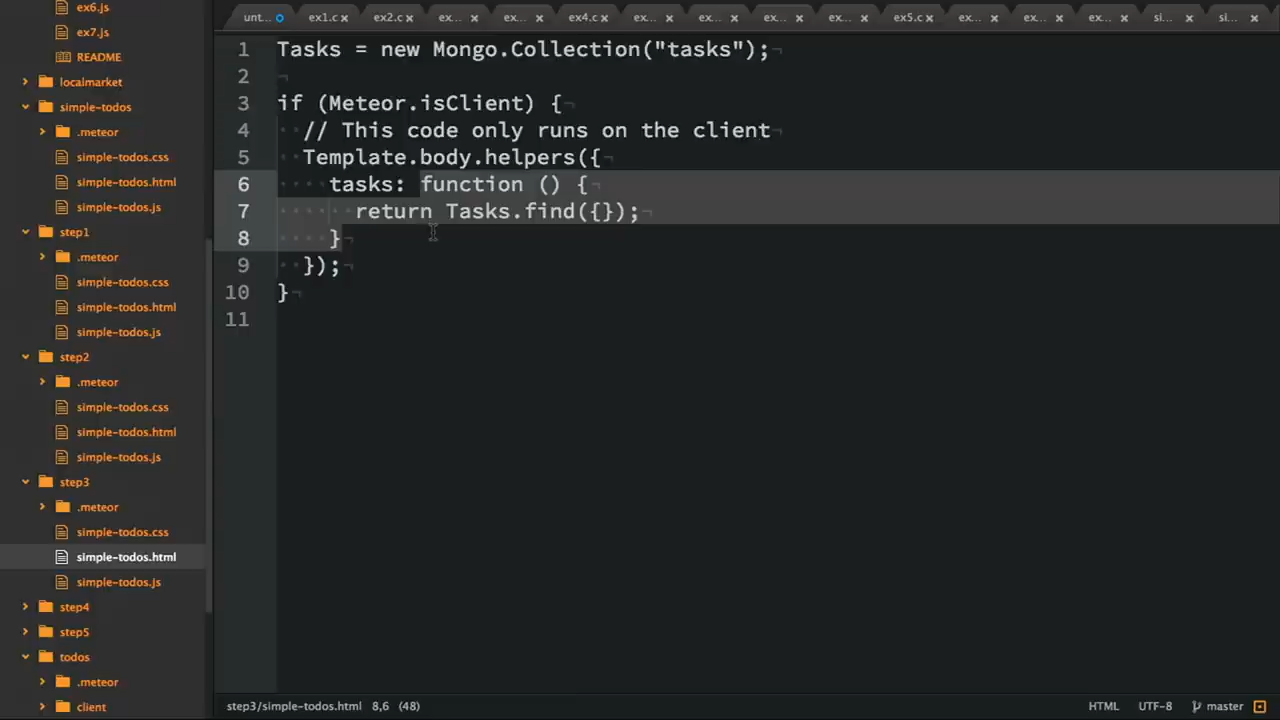 unt...
ex1.c
ex2.c
ex...
ex...
ex4.c
ex...
ex...
ex...
ex...
ex5.c
ex...
ex...
ex...
si...
si...
ex6.js
ex7.js
README
localmarket
simple-todos
.meteor
simple-todos.css
simple-todos.html
simple-todos.js
step1
.meteor
simple-todos.css
simple-todos.html
simple-todos.js
step2
.meteor
simple-todos.css
simple-todos.html
simple-todos.js
step3
.meteor
simple-todos.css
simple-todos.html
simple-todos.js
step4
step5
todos
.meteor
client
1 Tasks = new Mongo.Collection("tasks");
2
3 if (Meteor.isClient) {
4 // This code only runs on the client
5 Template.body.helpers({
6 tasks: function () {
7 return Tasks.find({});
8 }
9 });
10 }
11
step3/simple-todos.html 8,6 (48)
HTML UTF-8 master